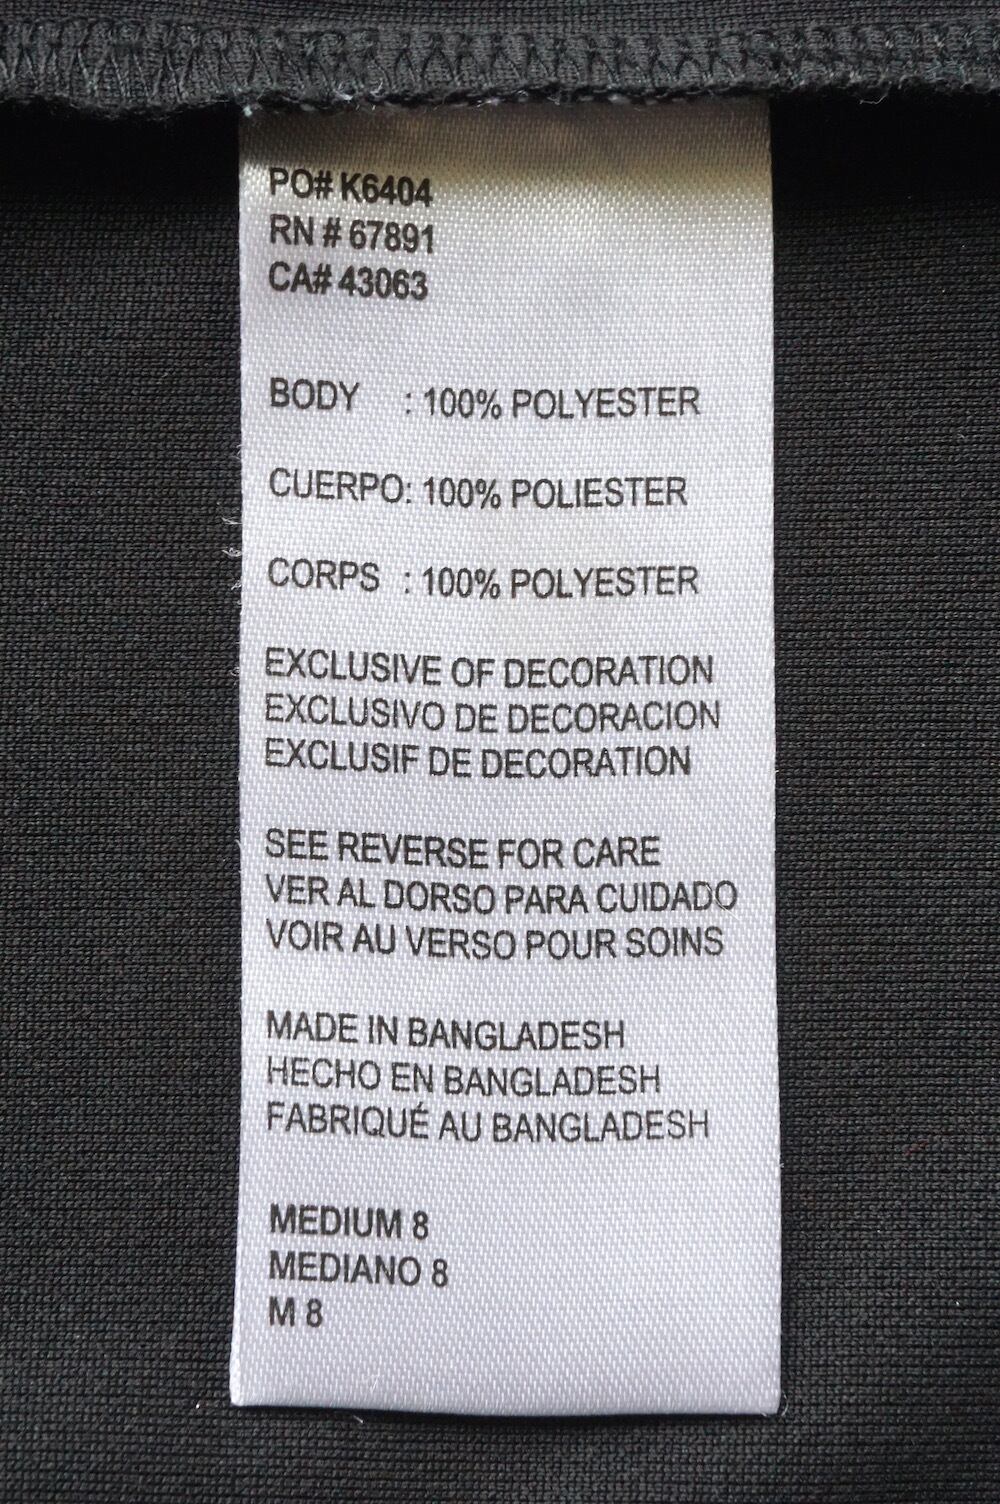 PO# K6404
RN # 67891
CA# 43063
BODY : 100% POLYESTER
CUERPO: 100% POLIESTER
CORPS : 100% POLYESTER
EXCLUSIVE OF DECORATION
EXCLUSIVO DE DECORACION
EXCLUSIF DE DECORATION
SEE REVERSE FOR CARE
VER AL DORSO PARA CUIDADO
VOIR AU VERSO POUR SOINS
MADE IN BANGLADESH
HECHO EN BANGLADESH
FABRIQUÉ AU BANGLADESH
MEDIUM 8
MEDIANO 8
M 8